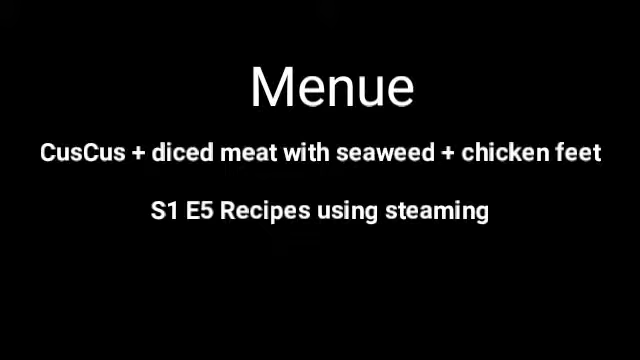 Menue
CusCus + diced meat with seaweed + chicken feet
S1 E5 Recipes using steaming